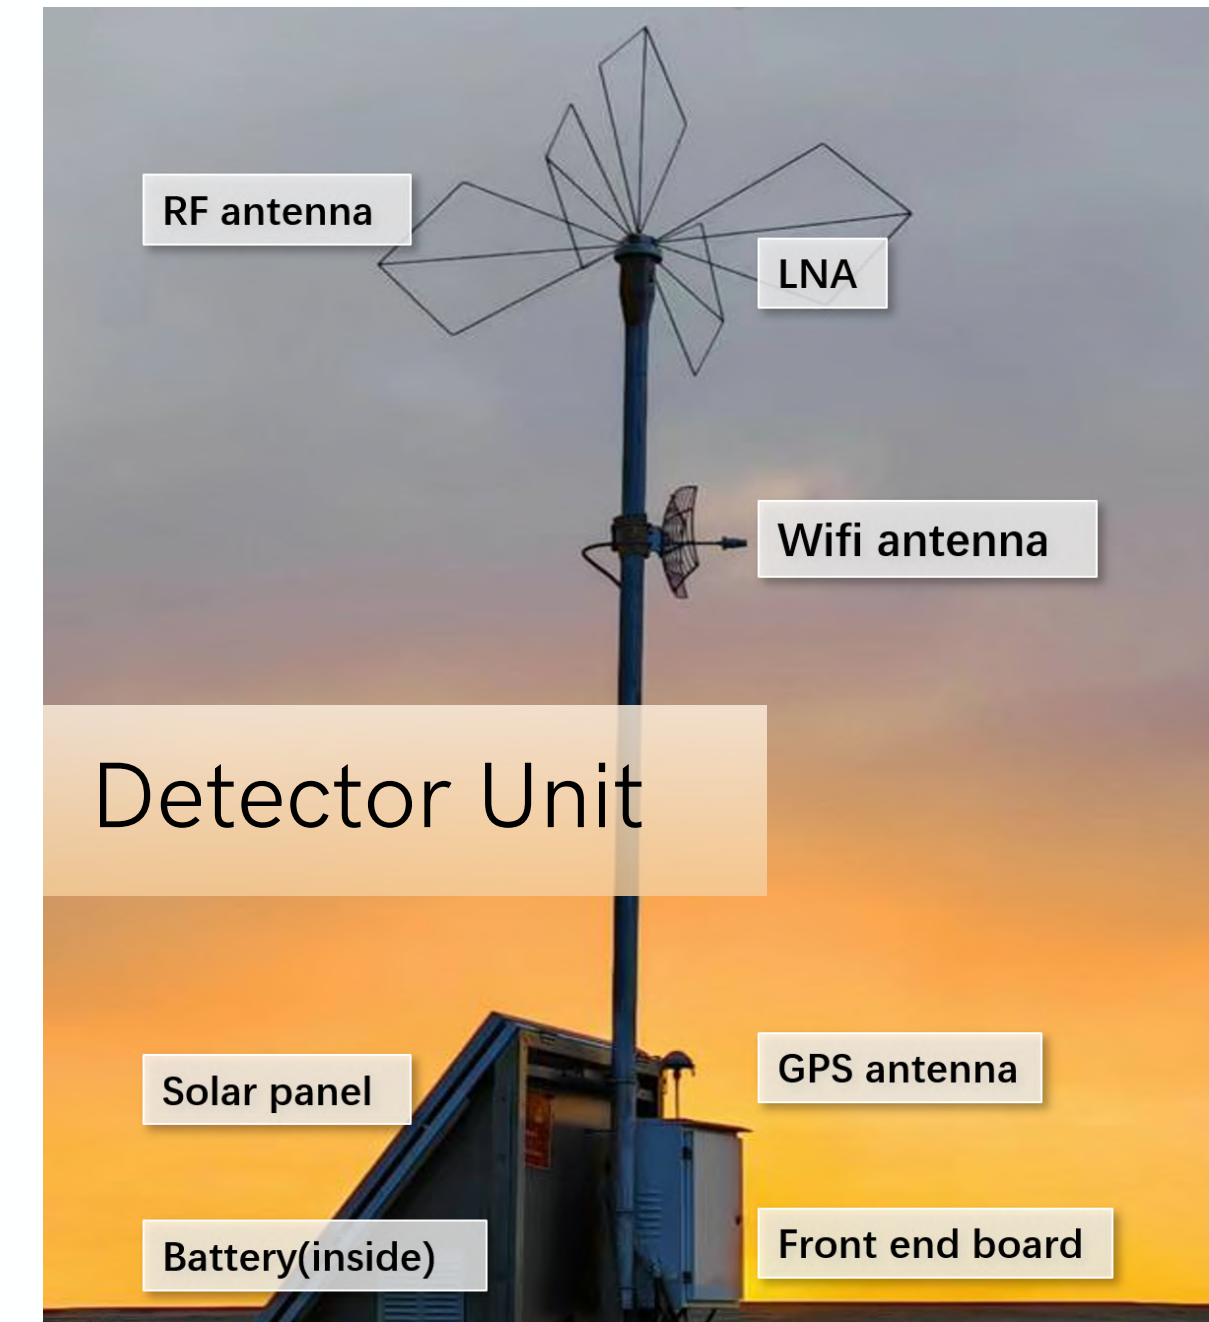 RF antenna
LNA
Wifi antenna
Detector Unit
Solar panel
GPS antenna
Battery(inside)
Front end board